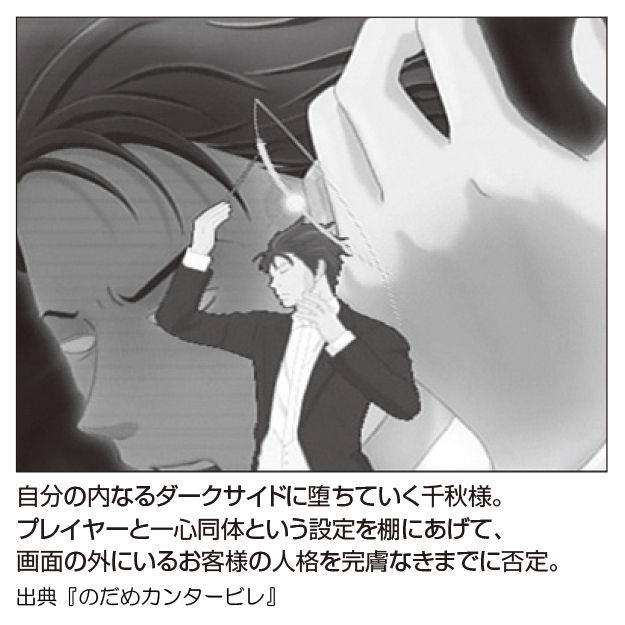 自分の内なるダークサイドに堕ちていく千秋様。
プレイヤーと一心同体という設定を棚にあげて、
画面の外にいるお客様の人格を完膚なきまでに否定。
出典『のだめカンタービレ』